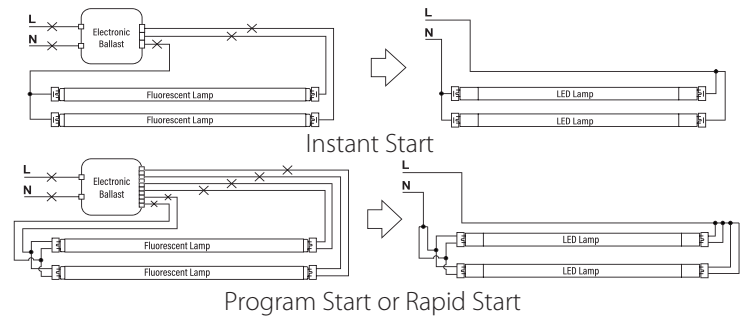 L
N
Electronic
Ballast
Fluorescent Lamp
Fluorescent Lamp
L
N
LED Lamp
LED Lamp
Instant Start
L
N
Electronic
Ballast
Fluorescent Lamp
Fluorescent Lamp
L
N
LED Lamp
LED Lamp
Program Start or Rapid Start